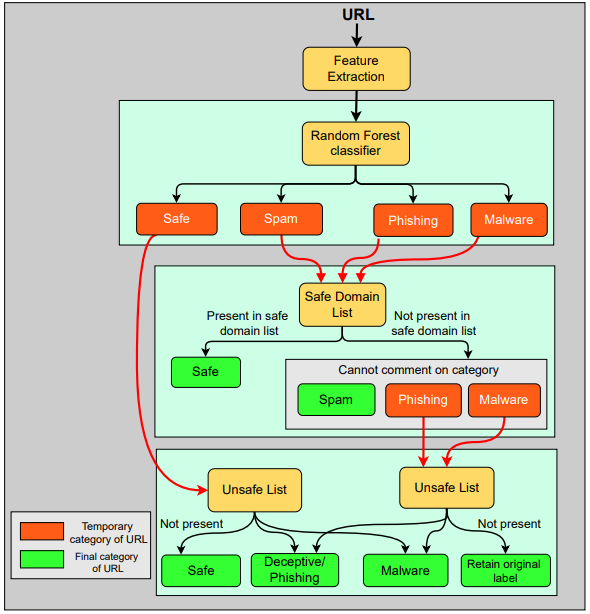 URL
Feature
Extraction
Random Forest
classifier
Safe
Spam
Phishing
Malware
Safe Domain
List
Present in safe
domain list
Not present in
safe domain list
Safe
Cannot comment on category
Spam
Phishing
Malware
Unsafe List
Unsafe List
Not present
Not present
Safe
Deceptive/
Phishing
Malware
Retain original
label
Temporary
category of URL
Final category
of URL